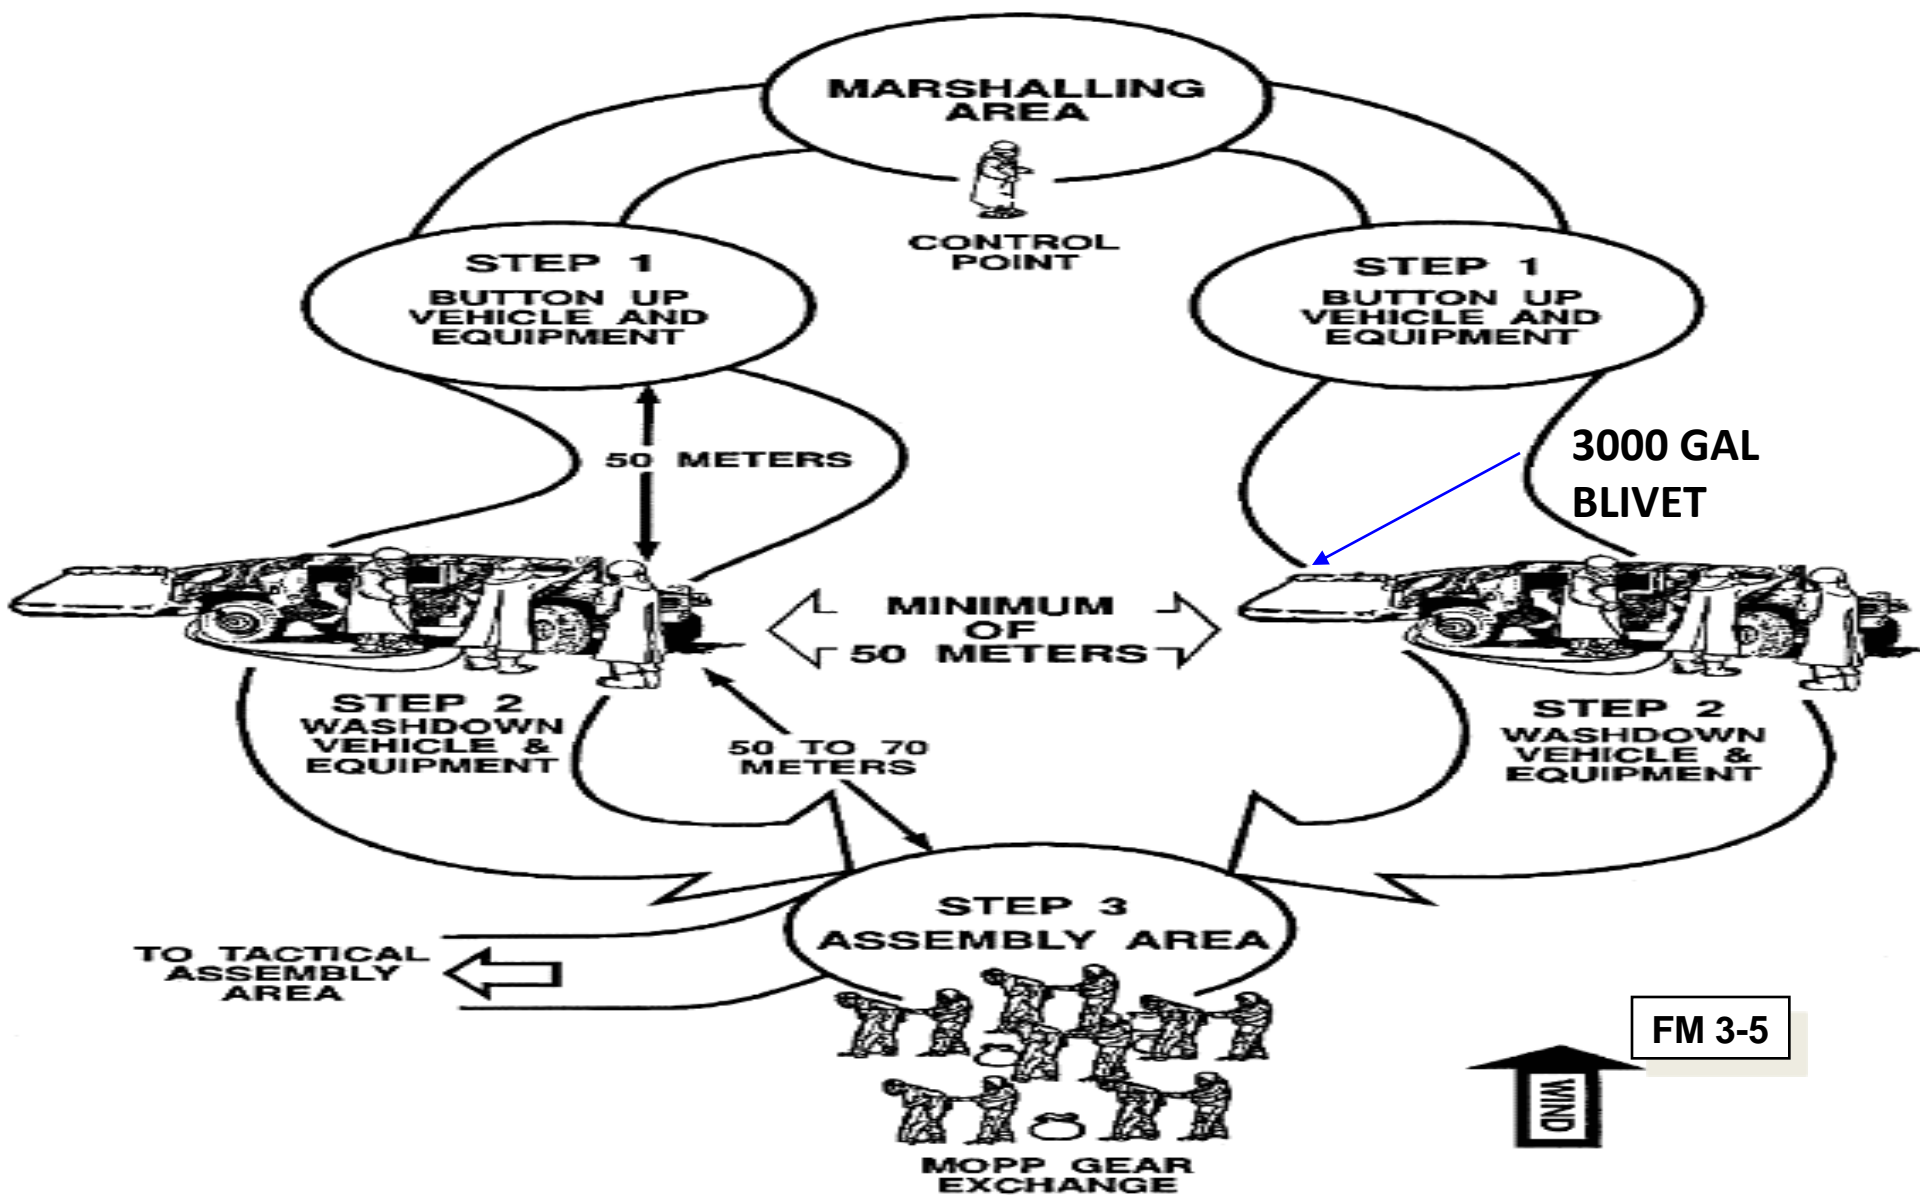 MARSHALLING
AREA
CONTROL
POINT
STEP 1
BUTTON UP
VEHICLE AND
EQUIPMENT
STEP 1
BUTTON UP
VEHICLE AND
EQUIPMENT
50 METERS
3000 GAL
BLIVET
MINIMUM
OF
50 METERS
STEP 2
WASHDOWN
VEHICLE &
EQUIPMENT
50 TO 70
METERS
STEP 2
WASHDOWN
VEHICLE &
EQUIPMENT
STEP 3
ASSEMBLY AREA
TO TACTICAL
ASSEMBLY
AREA
FM 3-5
WIND
MOPP GEAR
EXCHANGE